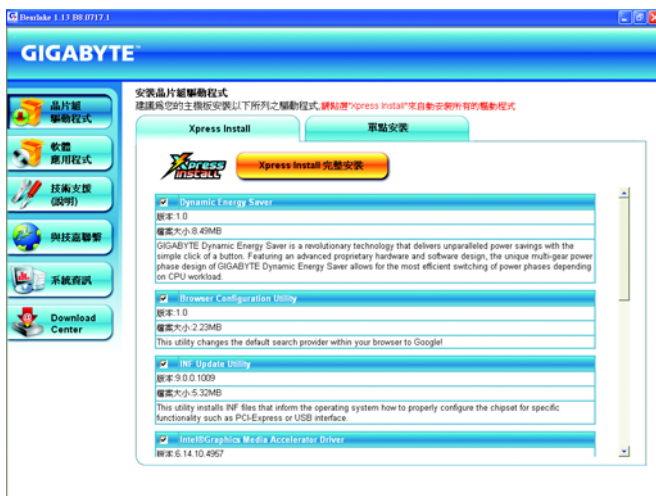 Bearlake 1.13 B8.0717.1
GIGABYTE™
晶片組
驅動程式
軟體
應用程式
技術支援
(說明)
與技嘉聯繫
系統資訊
Download
Center
安裝晶片組驅動程式
建議為您的主機板安裝以下所列之驅動程式,請點選"Xpress Install"來自動安裝所有的驅動程式
Xpress Install
單點安裝
Xpress
INSTALL
Xpress Install 完整安裝
Dynamic Energy Saver
版本:1.0
檔案大小:8.49MB
GIGABYTE Dynamic Energy Saver is a revolutionary technology that delivers unparalleled power savings with the
simple click of a button. Featuring an advanced proprietary hardware and software design, the unique multi-gear power
phase design of GIGABYTE Dynamic Energy Saver allows for the most efficient switching of power phases depending
on CPU workload.
Browser Configuration Utility
版本:1.0
檔案大小:2.23MB
This utility changes the default search provider within your browser to Google!
INF Update Utility
版本:9.0.0.1009
檔案大小:5.32MB
This utility installs INF files that inform the operating system how to properly configure the chipset for specific
functionality such as PCI-Express or USB interface.
Intel®Graphics Media Accelerator Driver
版本:6.14.10.4957